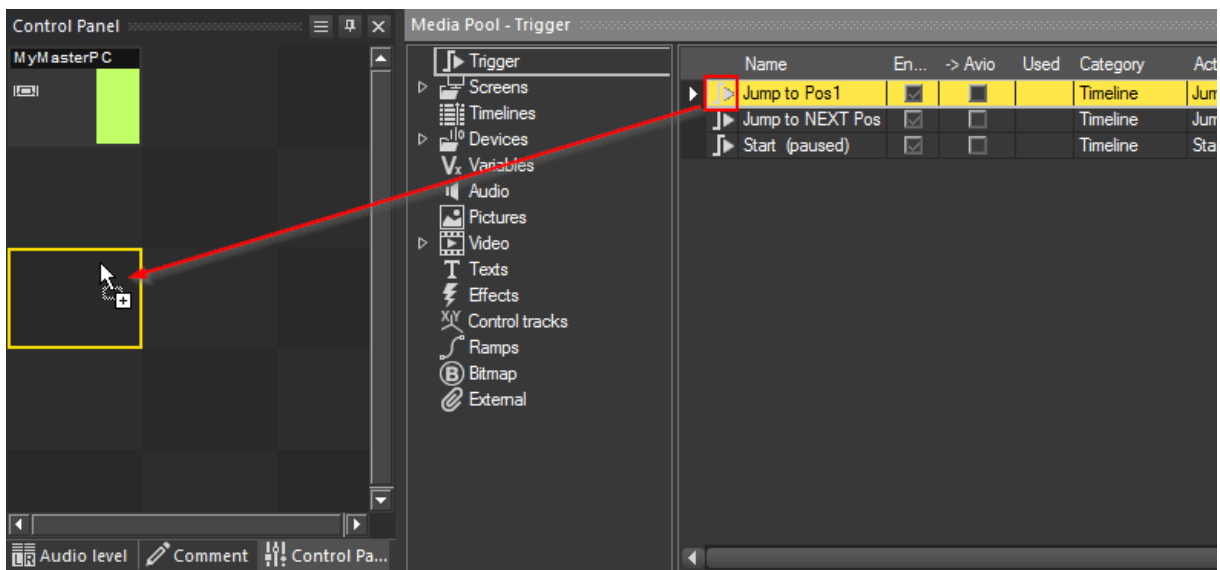 Control Panel
MyMasterPC
Audio level
Comment
Control Pa...
Media Pool - Trigger
Trigger
Screens
Timelines
Devices
Variables
Audio
Pictures
Video
Texts
Effects
Control tracks
Ramps
Bitmap
External
Name En... -> Avio Used Category Act
Jump to Pos1 Timeline Jum
Jump to NEXT Pos Timeline Jum
Start (paused) Timeline Sta